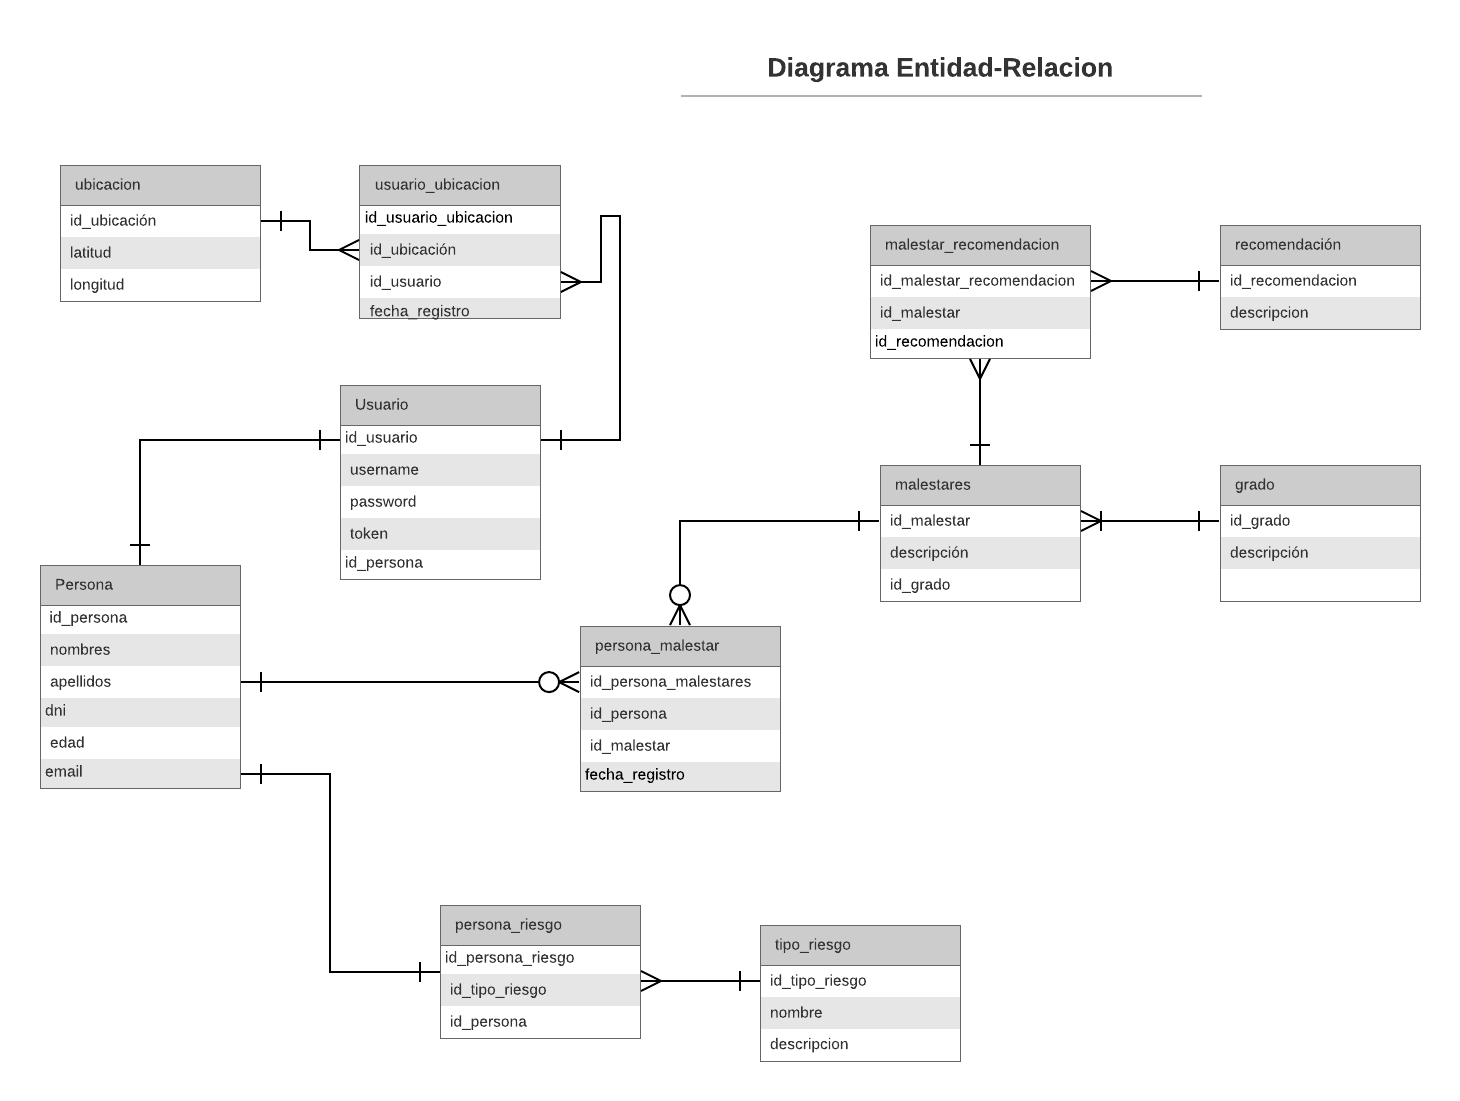 Diagrama Entidad-Relacion
ubicacion
id_ubicación
latitud
longitud
usuario_ubicacion
id_usuario_ubicacion
id_ubicación
id_usuario
fecha_registro
malestar_recomendacion
id_malestar_recomendacion
id_malestar
id_recomendacion
recomendación
id_recomendacion
descripcion
Usuario
id_usuario
username
password
token
id_persona
malestares
id_malestar
descripción
id_grado
grado
id_grado
descripción
Persona
id_persona
nombres
apellidos
dni
edad
email
persona_malestar
id_persona_malestares
id_persona
id_malestar
fecha_registro
persona_riesgo
id_persona_riesgo
id_tipo_riesgo
id_persona
tipo_riesgo
id_tipo_riesgo
nombre
descripcion